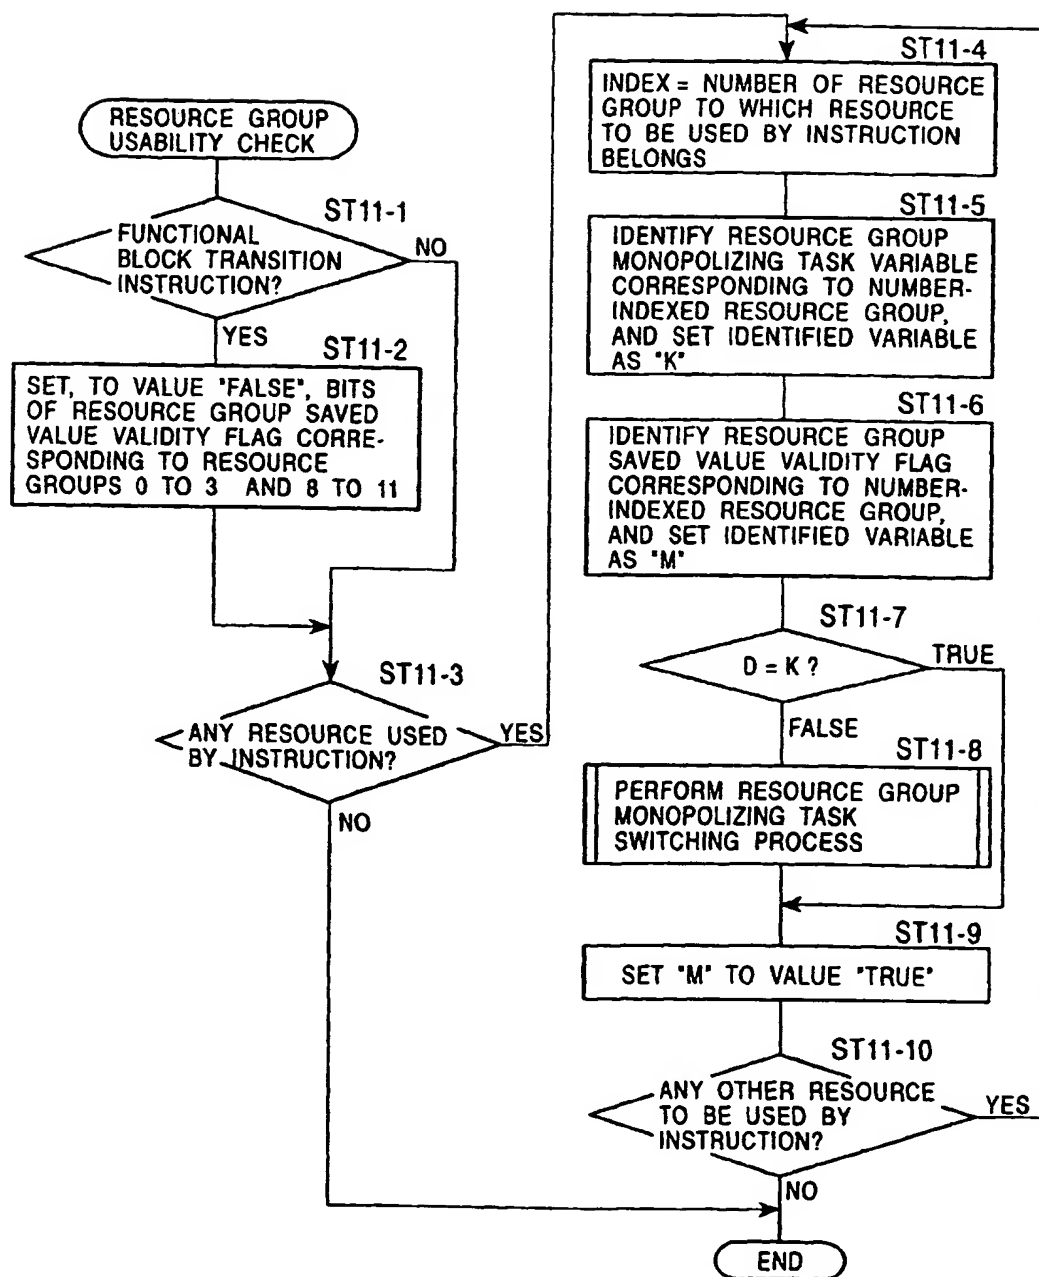 RESOURCE GROUP
USABILITY CHECK
ST11-1
FUNCTIONAL
BLOCK TRANSITION
INSTRUCTION?
NO
YES
ST11-2
SET, TO VALUE "FALSE", BITS
OF RESOURCE GROUP SAVED
VALUE VALIDITY FLAG CORRE-
SPONDING TO RESOURCE
GROUPS 0 TO 3 AND 8 TO 11
ST11-3
ANY RESOURCE USED
BY INSTRUCTION?
YES
NO
ST11-4
INDEX = NUMBER OF RESOURCE
GROUP TO WHICH RESOURCE
TO BE USED BY INSTRUCTION
BELONGS
ST11-5
IDENTIFY RESOURCE GROUP
MONOPOLIZING TASK VARIABLE
CORRESPONDING TO NUMBER-
INDEXED RESOURCE GROUP,
AND SET IDENTIFIED VARIABLE
AS "K"
ST11-6
IDENTIFY RESOURCE GROUP
SAVED VALUE VALIDITY FLAG
CORRESPONDING TO NUMBER-
INDEXED RESOURCE GROUP,
AND SET IDENTIFIED VARIABLE
AS "M"
ST11-7
D = K ?
TRUE
FALSE
ST11-8
PERFORM RESOURCE GROUP
MONOPOLIZING TASK
SWITCHING PROCESS
ST11-9
SET "M" TO VALUE "TRUE"
ST11-10
ANY OTHER RESOURCE
TO BE USED BY
INSTRUCTION?
YES
NO
END